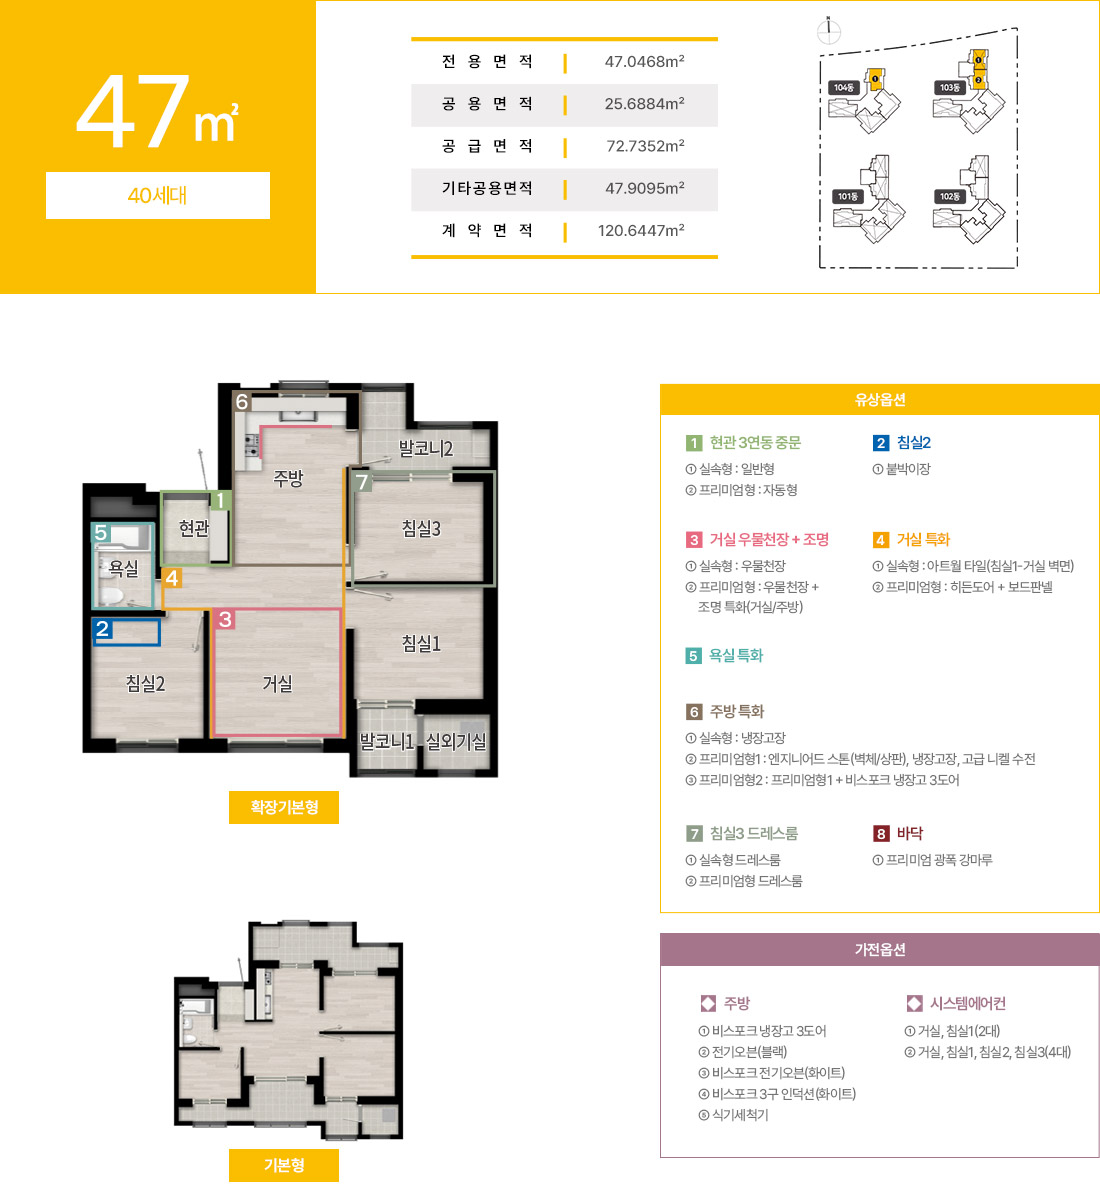 47㎡
40세대
전용면적 47.0468m²
공용면적 25.6884m²
공급면적 72.7352m²
기타공용면적 47.9095m²
계약면적 120.6447m²
N
104동
1
103동
1
2
101동
102동
6
발코니2
주방
7
1
현관
침실3
5
욕실
4
3
2
침실1
침실2
거실
발코니1
실외기실
확장기본형
기본형
유상옵션
1 현관 3연동 중문
① 실속형 : 일반형
② 프리미엄형 : 자동형
2 침실2
① 붙박이장
3 거실 우물천장 + 조명
① 실속형 : 우물천장
② 프리미엄형 : 우물천장 +
조명 특화(거실/주방)
4 거실 특화
① 실속형 : 아트월 타일(침실1-거실 벽면)
② 프리미엄형 : 히든도어 + 보드판넬
5 욕실 특화
6 주방 특화
① 실속형 : 냉장고장
② 프리미엄형1 : 엔지니어드 스톤(벽체/상판), 냉장고장, 고급 니켈 수전
③ 프리미엄형2 : 프리미엄형1 + 비스포크 냉장고 3도어
7 침실3 드레스룸
① 실속형 드레스룸
② 프리미엄형 드레스룸
8 바닥
① 프리미엄 광폭 강마루
가전옵션
주방
① 비스포크 냉장고 3도어
② 전기오븐(블랙)
③ 비스포크 전기오븐(화이트)
④ 비스포크 3구 인덕션(화이트)
⑤ 식기세척기
시스템에어컨
① 거실, 침실1(2대)
② 거실, 침실1, 침실2, 침실3(4대)